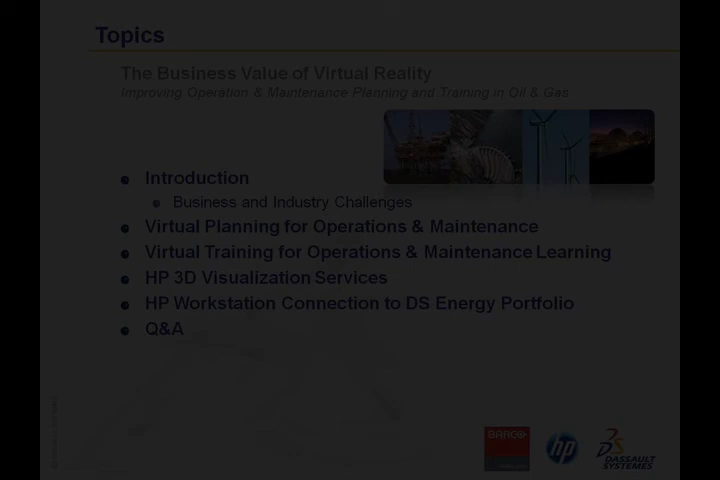 Topics
The Business Value of Virtual Reality
Improving Operation & Maintenance Planning and Training in Oil & Gas
Introduction
Business and Industry Challenges
Virtual Planning for Operations & Maintenance
Virtual Training for Operations & Maintenance Learning
HP 3D Visualization Services
HP Workstation Connection to DS Energy Portfolio
Q&A
BARCO
hp
DASSAULT
SYSTEMES